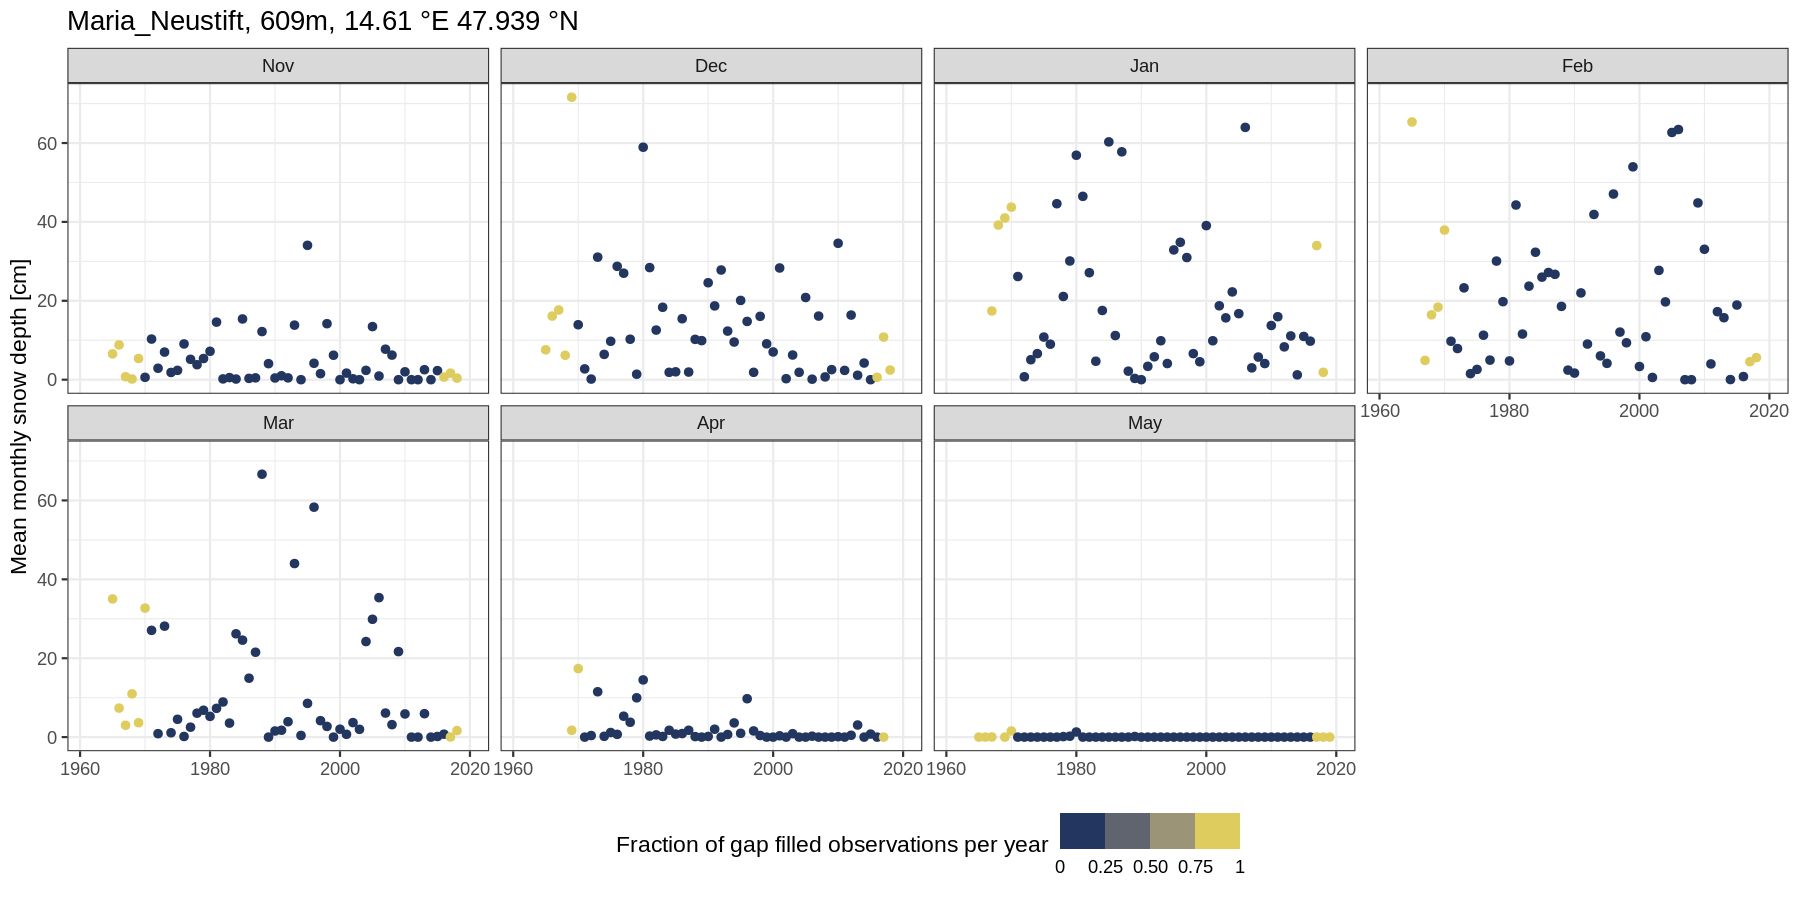 Maria_Neustift, 609m, 14.61 °E 47.939 °N
Nov Dec Jan Feb
60
40
20
0
1960 1980 2000 2020
Mar Apr May
60
40
20
0
1960 1980 2000 2020 1960 1980 2000 2020 1960 1980 2000 2020
Mean monthly snow depth [cm]
Fraction of gap filled observations per year
0 0.25 0.50 0.75 1